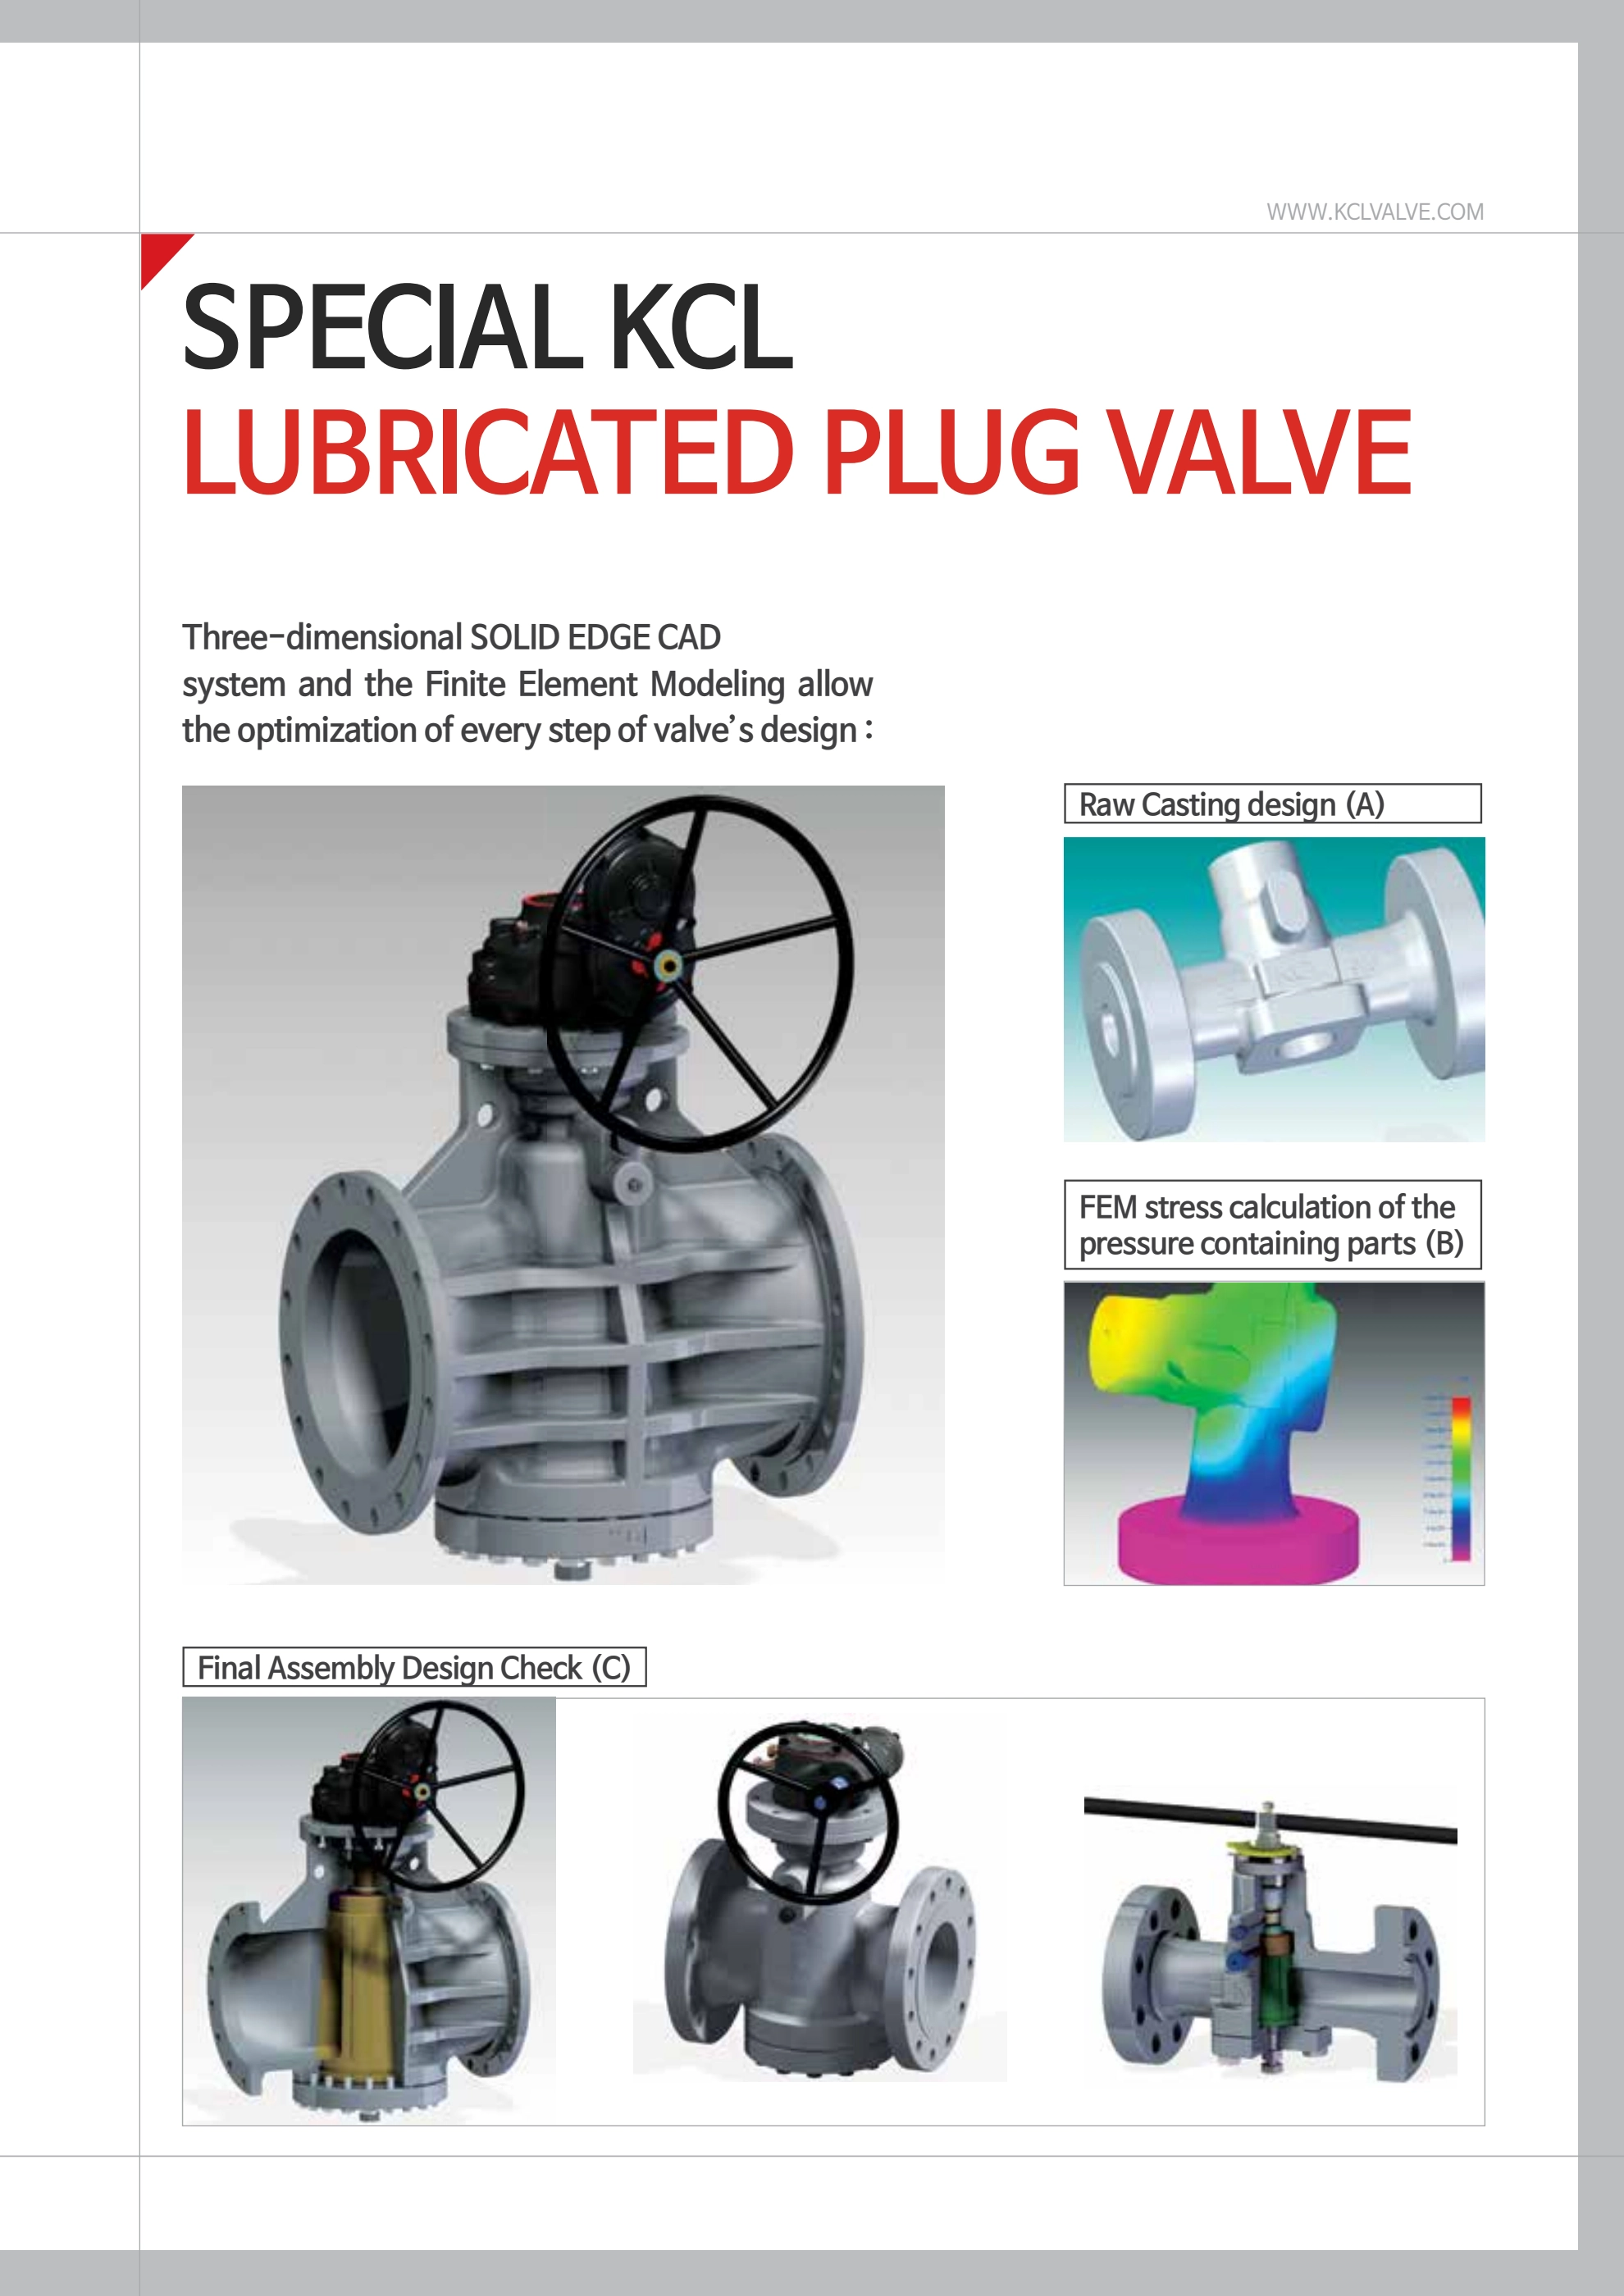 WWW.KCLVALVE.COM
SPECIAL KCL
LUBRICATED PLUG VALVE
Three-dimensional SOLID EDGE CAD
system and the Finite Element Modeling allow
the optimization of every step of valve's design :
Raw Casting design (A)
FEM stress calculation of the
pressure containing parts (B)
Final Assembly Design Check (C)